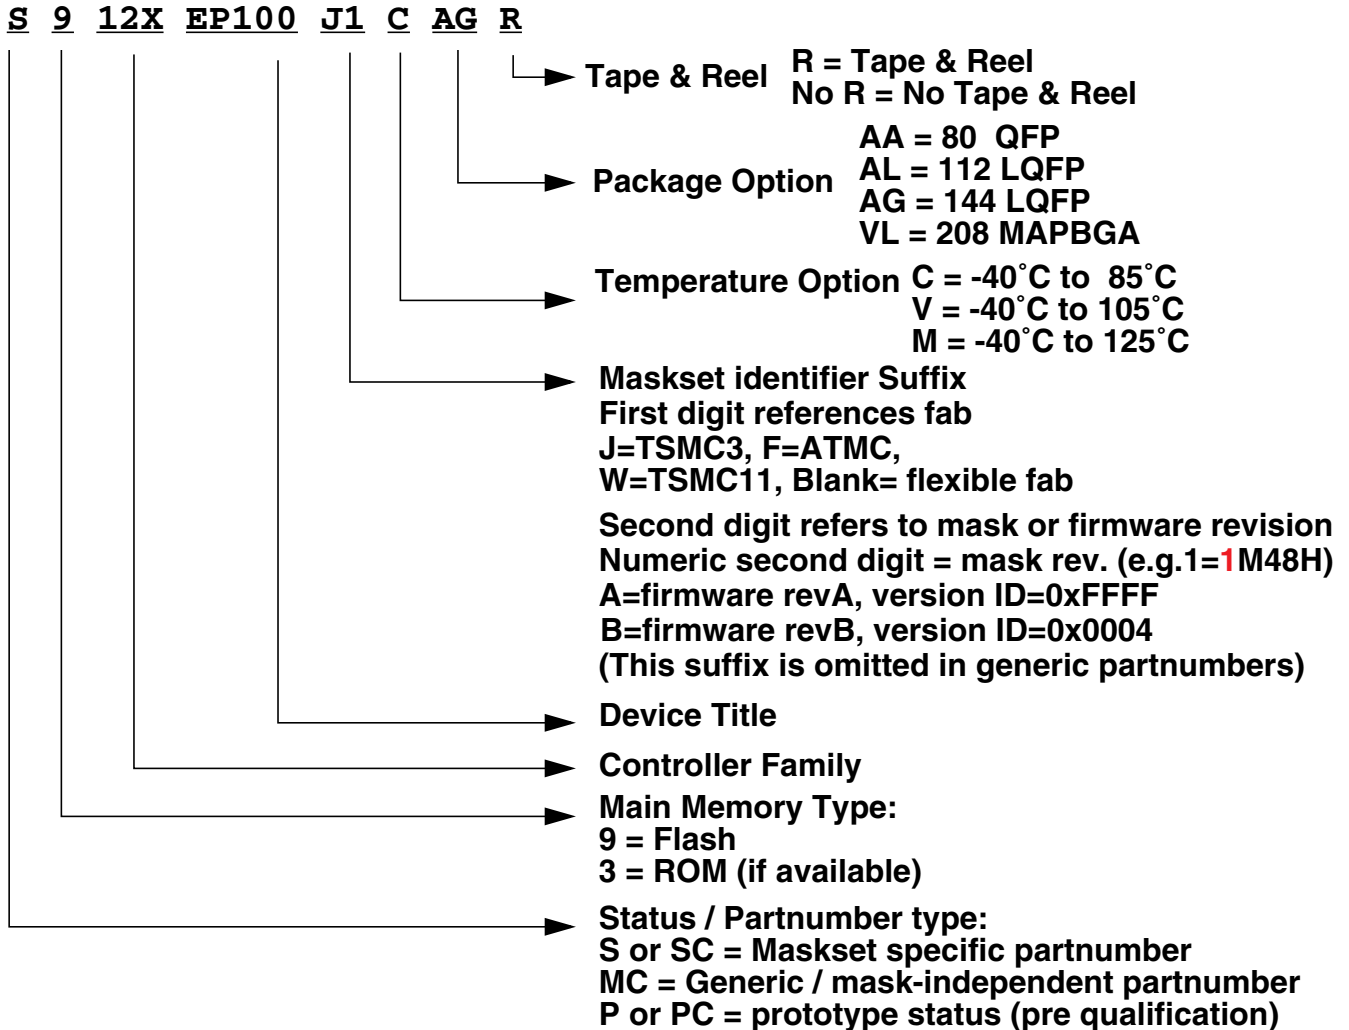 S 9 12X EP100 J1 C AG R
Tape & Reel
R = Tape & Reel
No R = No Tape & Reel
Package Option
AA = 80 QFP
AL = 112 LQFP
AG = 144 LQFP
VL = 208 MAPBGA
Temperature Option
C = -40˚C to 85˚C
V = -40˚C to 105˚C
M = -40˚C to 125˚C
Maskset identifier Suffix
First digit references fab
J=TSMC3, F=ATMC,
W=TSMC11, Blank= flexible fab
Second digit refers to mask or firmware revision
Numeric second digit = mask rev. (e.g.1=1M48H)
A=firmware revA, version ID=0xFFFF
B=firmware revB, version ID=0x0004
(This suffix is omitted in generic partnumbers)
Device Title
Controller Family
Main Memory Type:
9 = Flash
3 = ROM (if available)
Status / Partnumber type:
S or SC = Maskset specific partnumber
MC = Generic / mask-independent partnumber
P or PC = prototype status (pre qualification)